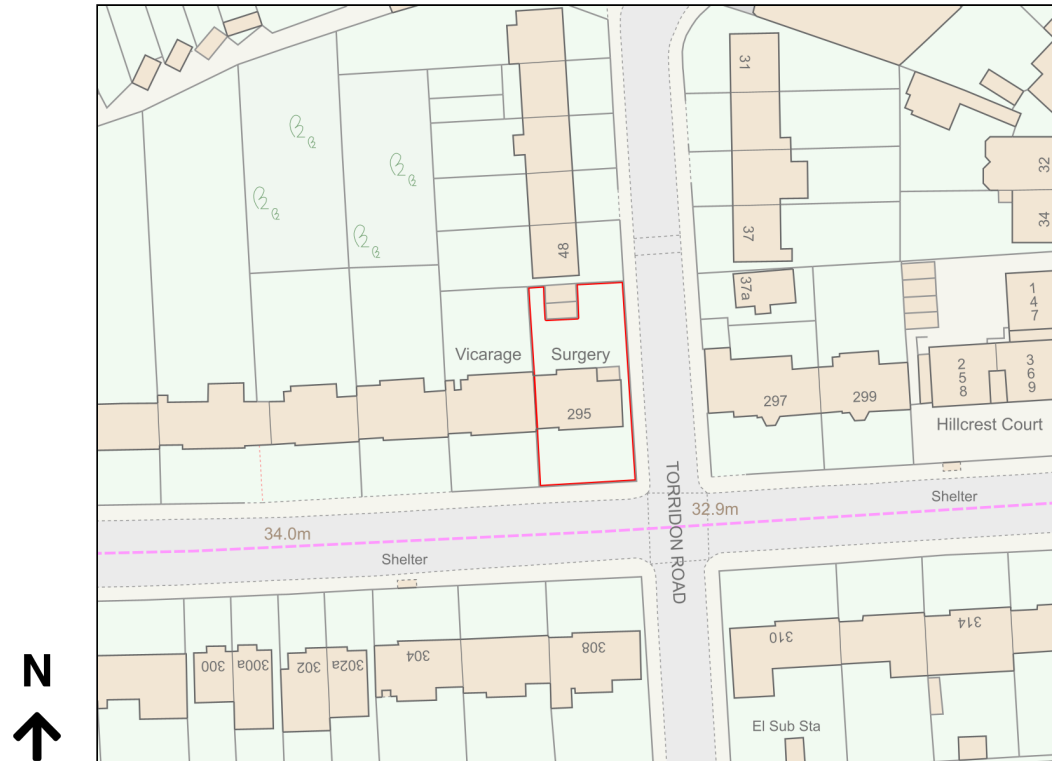 31
32
34
48
37
37a
1
4
7
Vicarage
Surgery
2
5
8
3
6
9
295
297
299
Hillcrest Court
TORRIDON ROAD
Shelter
32.9m
34.0m
Shelter
300
300a
302
302a
304
308
310
314
El Sub Sta
N